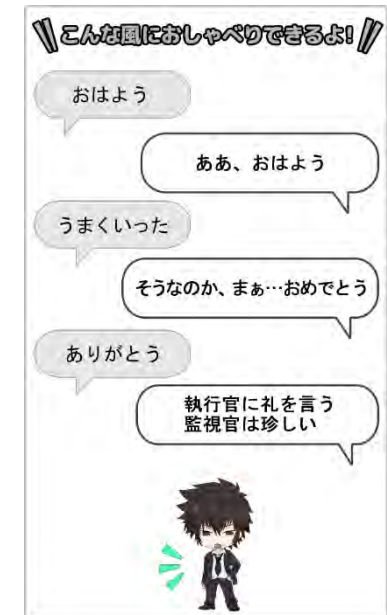 こんな風におしゃべりできるよ!
おはよう
ああ、おはよう
うまくいった
そうなのか、まぁ…おめでとう
ありがとう
執行官に礼を言う
監視官は珍しい